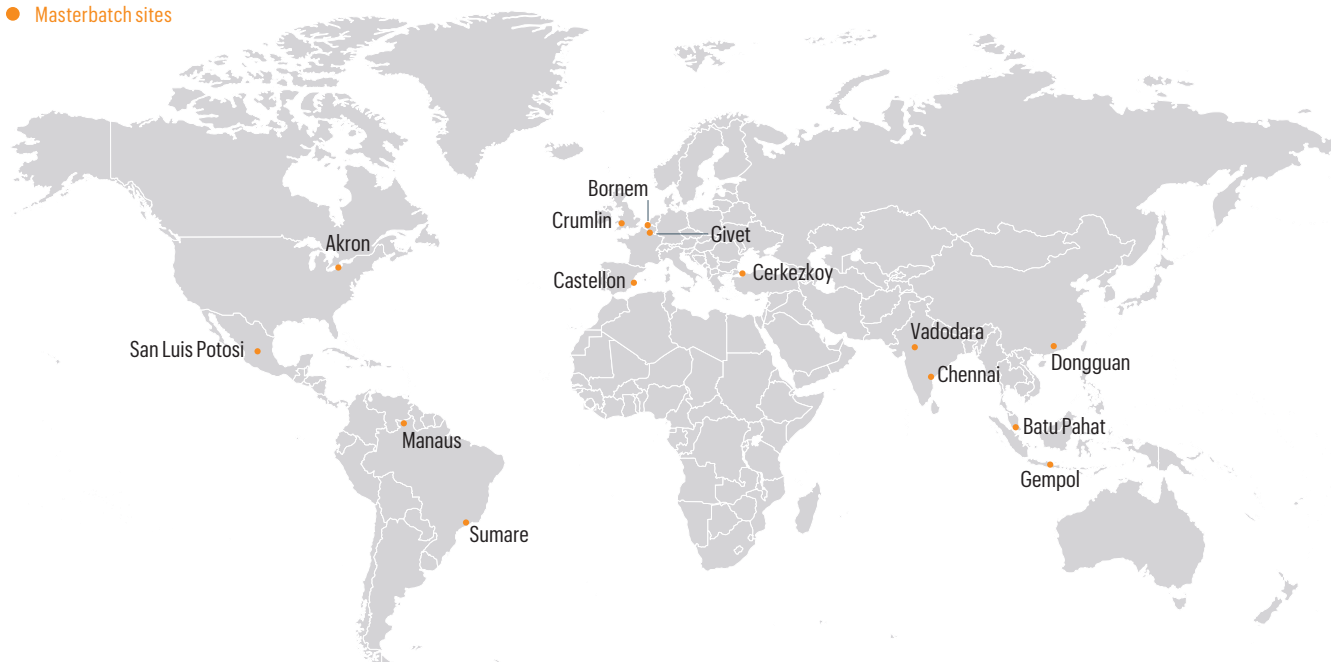 Masterbatch sites
Bornem
Crumlin
Givet
Akron
Castellon
Cerkezkoy
Vadodara
San Luis Potosi
Dongguan
Chennai
Batu Pahat
Manaus
Gempol
Sumare